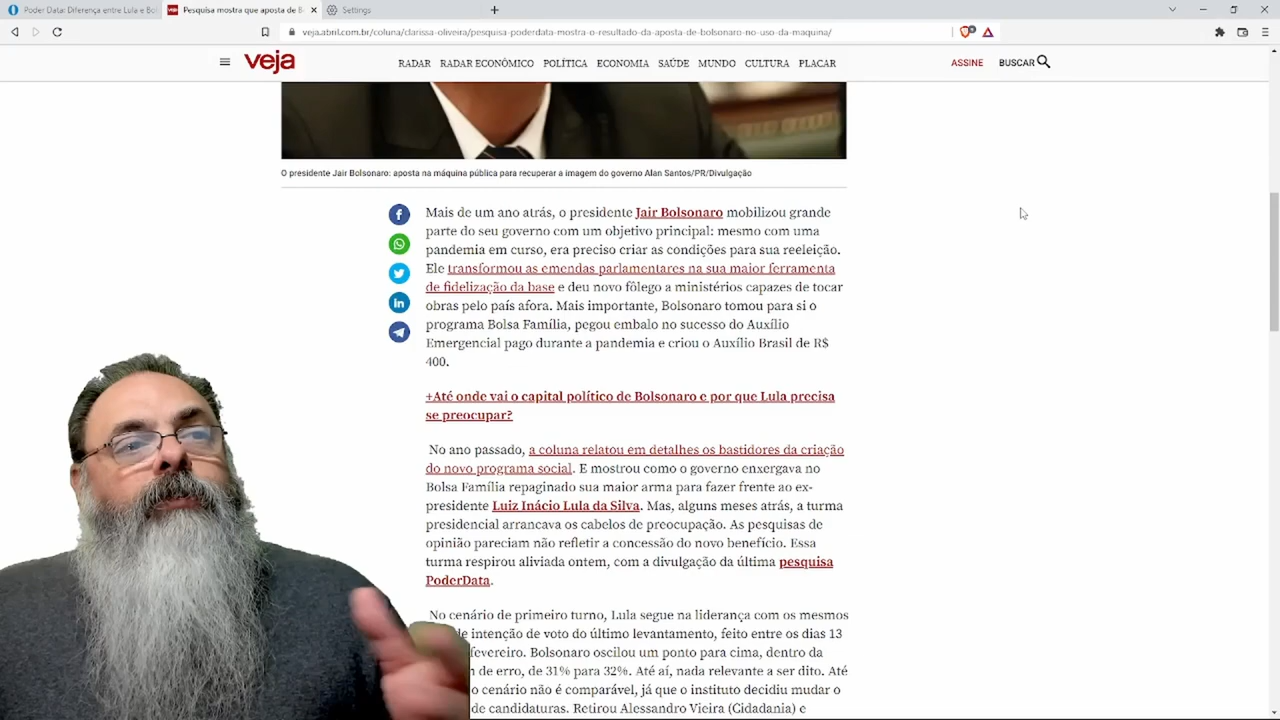 Poder Data: Diferença entre Lula e Bol
Pesquisa mostra que aposta de B
Settings
veja.abril.com.br/coluna/clarissa-oliveira/pesquisa-poderdata-mostra-o-resultado-da-aposta-de-bolsonaro-no-uso-da-maquina/
veja
RADAR RADAR ECONÔMICO POLÍTICA ECONOMIA SAÚDE MUNDO CULTURA PLACAR
ASSINE BUSCAR
O presidente Jair Bolsonaro: aposta na máquina pública para recuperar a imagem do governo Alan Santos/PR/Divulgação
Mais de um ano atrás, o presidente Jair Bolsonaro mobilizou grande
parte do seu governo com um objetivo principal: mesmo com uma
pandemia em curso, era preciso criar as condições para sua reeleição.
Ele transformou as emendas parlamentares na sua maior ferramenta
de fidelização da base e deu novo fôlego a ministérios capazes de tocar
obras pelo país afora. Mais importante, Bolsonaro tomou para si o
programa Bolsa Família, pegou embalo no sucesso do Auxílio
Emergencial pago durante a pandemia e criou o Auxílio Brasil de R$
400.
+Até onde vai o capital político de Bolsonaro e por que Lula precisa
se preocupar?
No ano passado, a coluna relatou em detalhes os bastidores da criação
do novo programa social. E mostrou como o governo enxergava no
Bolsa Família repaginado sua maior arma para fazer frente ao ex-
presidente Luiz Inácio Lula da Silva. Mas, alguns meses atrás, a turma
presidencial arrancava os cabelos de preocupação. As pesquisas de
opinião pareciam não refletir a concessão do novo benefício. Essa
turma respirou aliviada ontem, com a divulgação da última pesquisa
PoderData.
No cenário de primeiro turno, Lula segue na liderança com os mesmos
de intenção de voto do último levantamento, feito entre os dias 13
fevereiro. Bolsonaro oscilou um ponto para cima, dentro da
de erro, de 31% para 32%. Até aí, nada relevante a ser dito. Até
o cenário não é comparável, já que o instituto decidiu mudar o
de candidaturas. Retirou Alessandro Vieira (Cidadania) e